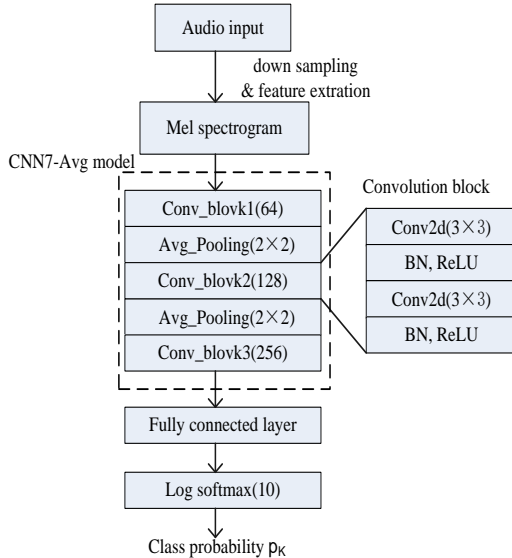 Audio input
down sampling
& feature extration
Mel spectrogram
CNN7-Avg model
Conv_blovk1(64)
Avg_Pooling(2×2)
Conv_blovk2(128)
Avg_Pooling(2×2)
Conv_blovk3(256)
Convolution block
Conv2d(3×3)
BN, ReLU
Conv2d(3×3)
BN, ReLU
Fully connected layer
Log softmax(10)
Class probability pK